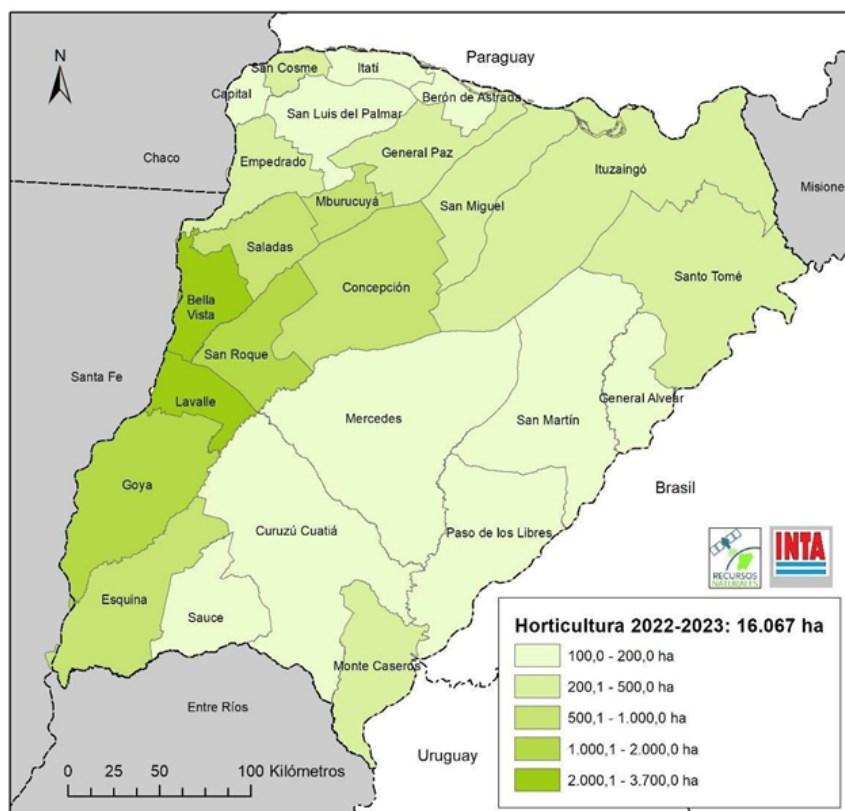 Paraguay
N
San Cosme
Itatí
Capital
Berón de Astrada
San Luis del Palmar
Chaco
General Paz
Ituzaingó
Empedrado
Misione
Mburucuyá
San Miguel
Saladas
Santo Tomé
Concepción
Bella
Vista
San Roque
Santa Fe
Lavalle
General Alvear
Mercedes
San Martín
Goya
Brasil
Curuzú Cuatiá
Paso de los Libres
RECURSOS
NATURALES
INTA
Esquina
Sauce
Monte Caseros
Entre Ríos
Uruguay
0 25 50 100 Kilómetros
Horticultura 2022-2023: 16.067 ha
100,0 - 200,0 ha
200,1 - 500,0 ha
500,1 - 1.000,0 ha
1.000,1 - 2.000,0 ha
2.000,1 - 3.700,0 ha